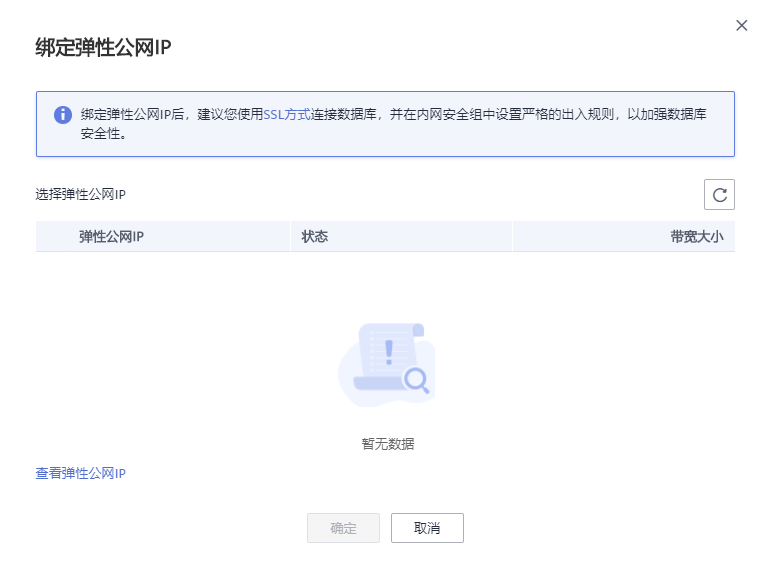 绑定弹性公网IP
绑定弹性公网IP后，建议您使用SSL方式连接数据库，并在内网安全组中设置严格的出入规则，以加强数据库
安全性。
选择弹性公网IP
弹性公网IP 状态 带宽大小
暂无数据
查看弹性公网IP
确定 取消